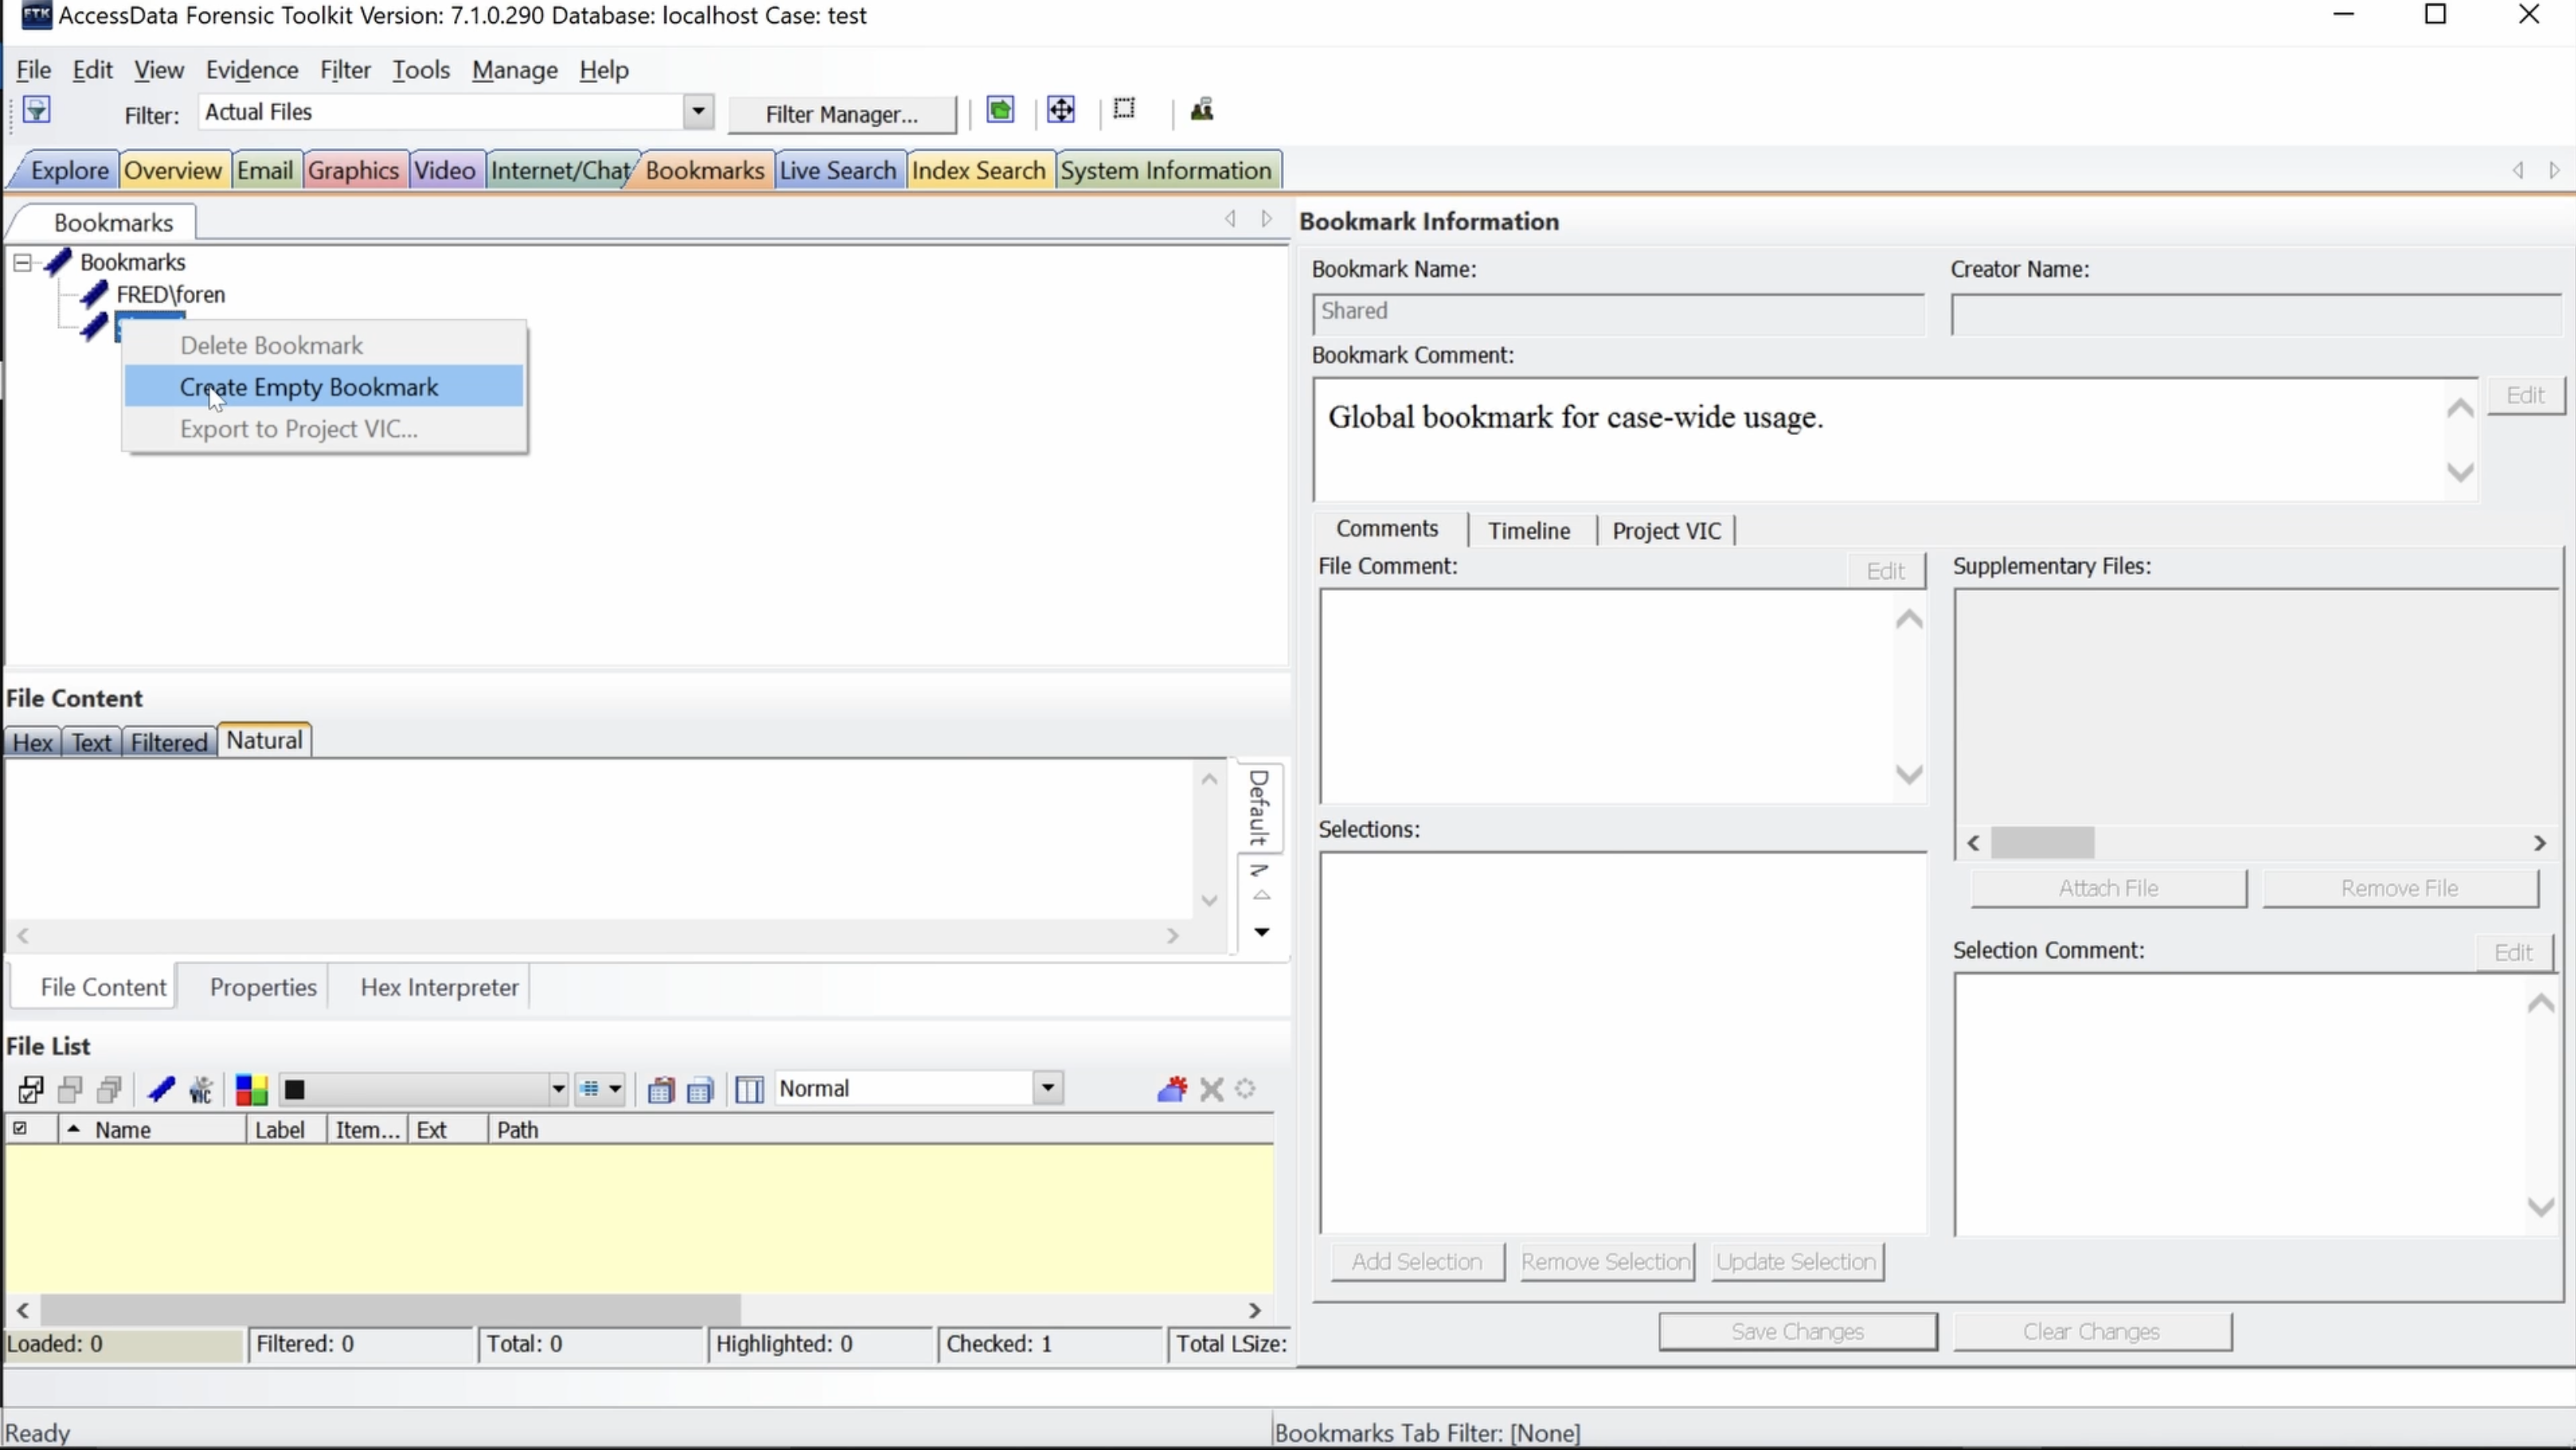 FTK AccessData Forensic Toolkit Version: 7.1.0.290 Database: localhost Case: test
File Edit View Evidence Filter Tools Manage Help
Filter: Actual Files Filter Manager...
Explore Overview Email Graphics Video Internet/Chat Bookmarks Live Search Index Search System Information
Bookmarks
Bookmarks
FRED\foren
Delete Bookmark
Create Empty Bookmark
Export to Project VIC...
Bookmark Information
Bookmark Name: Creator Name:
Shared
Bookmark Comment:
Edit
Global bookmark for case-wide usage.
Comments Timeline Project VIC
File Comment: Edit Supplementary Files:
Selections:
Attach File Remove File
Selection Comment: Edit
Add Selection Remove Selection Update Selection
Save Changes Clear Changes
File Content
Hex Text Filtered Natural
Default
File Content Properties Hex Interpreter
File List
VIC Normal
Name Label Item... Ext Path
Loaded: 0 Filtered: 0 Total: 0 Highlighted: 0 Checked: 1 Total LSize:
Ready Bookmarks Tab Filter: [None]